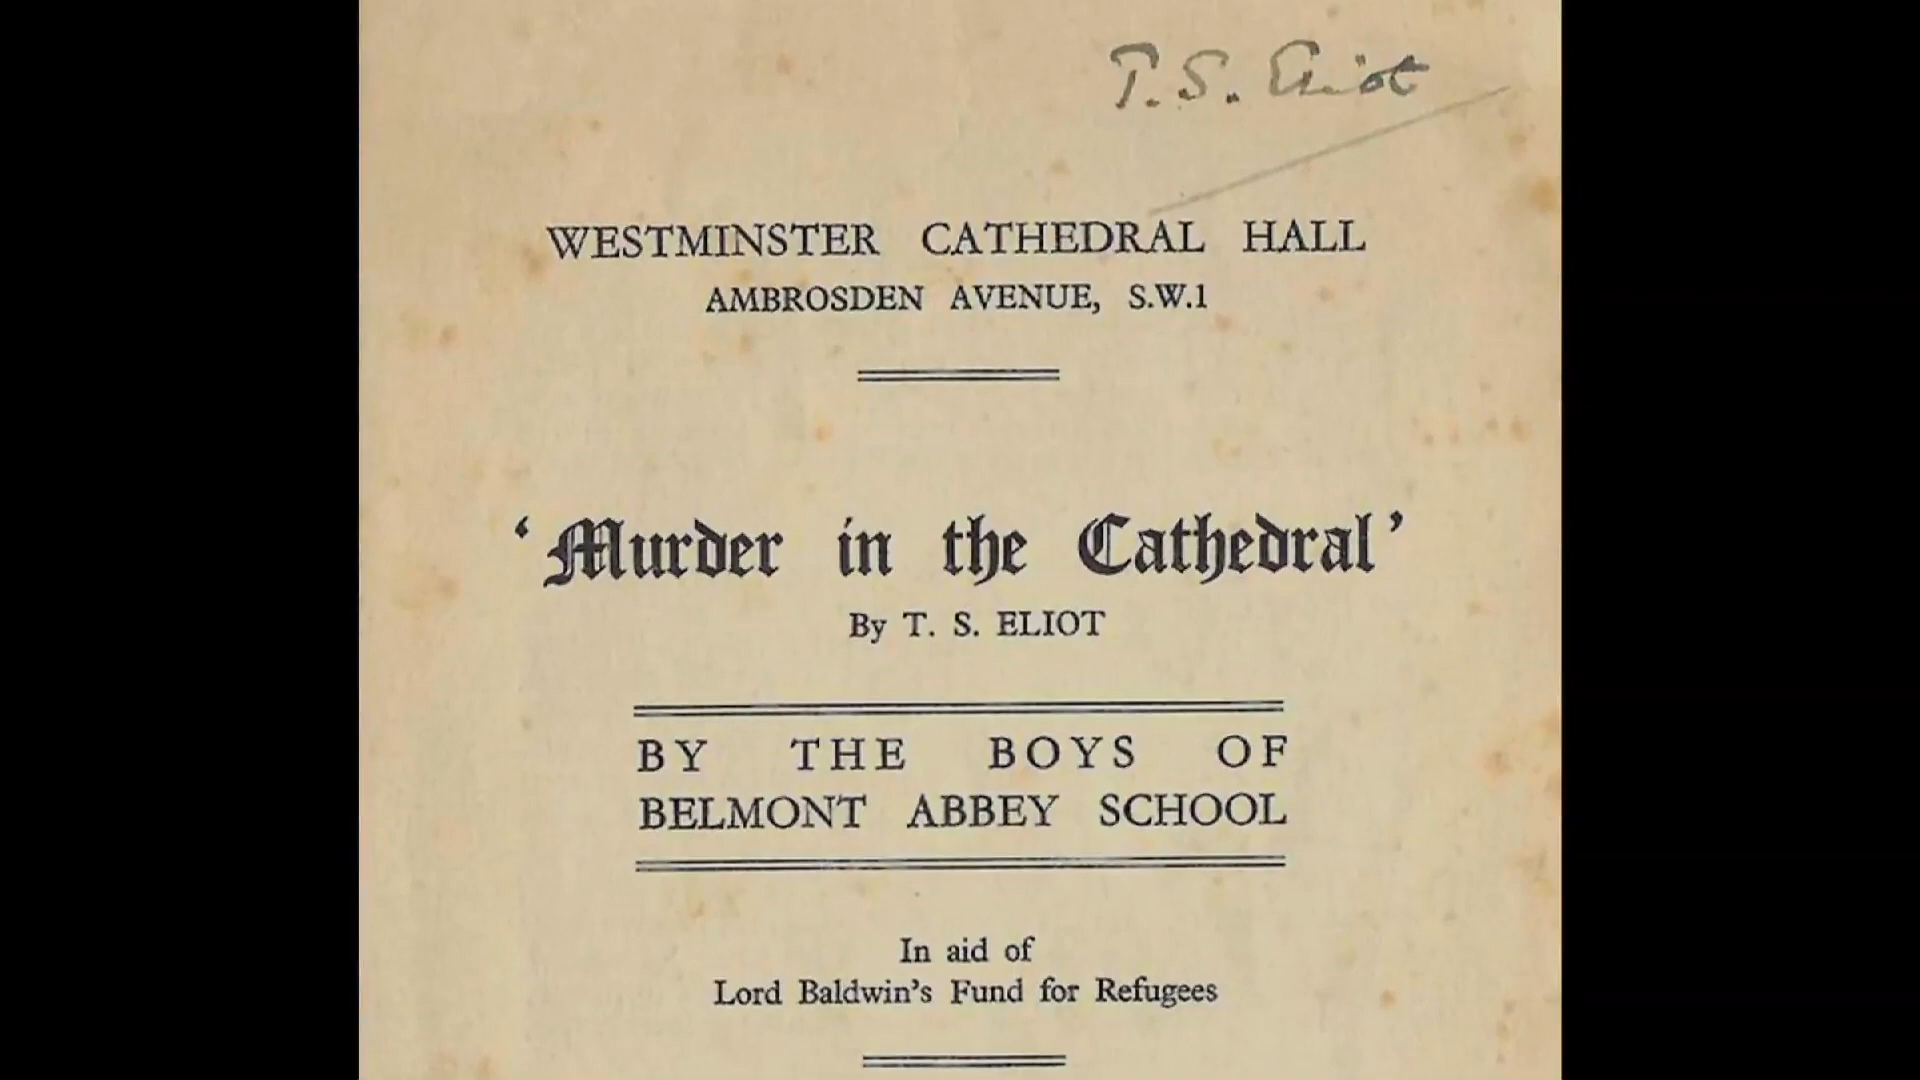 T. S. Eliot
WESTMINSTER CATHEDRAL HALL
AMBROSDEN AVENUE, S.W.1
‘Murder in the Cathedral’
By T. S. ELIOT
BY THE BOYS OF
BELMONT ABBEY SCHOOL
In aid of
Lord Baldwin’s Fund for Refugees